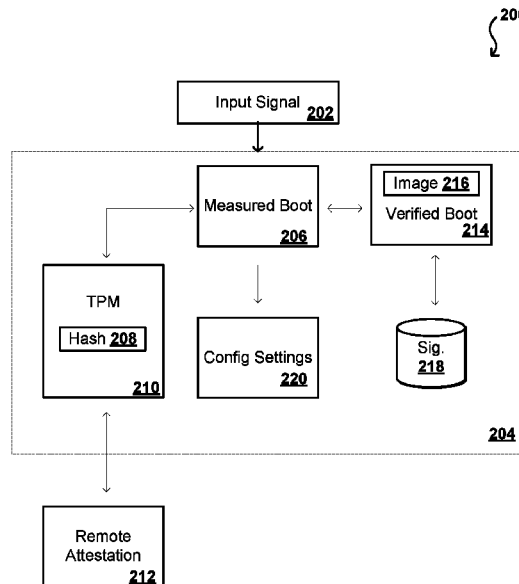 200
Input Signal
202
Image 216
Measured Boot
206
Verified Boot
214
TPM
Hash 208
210
Config Settings
220
Sig.
218
204
Remote
Attestation
212